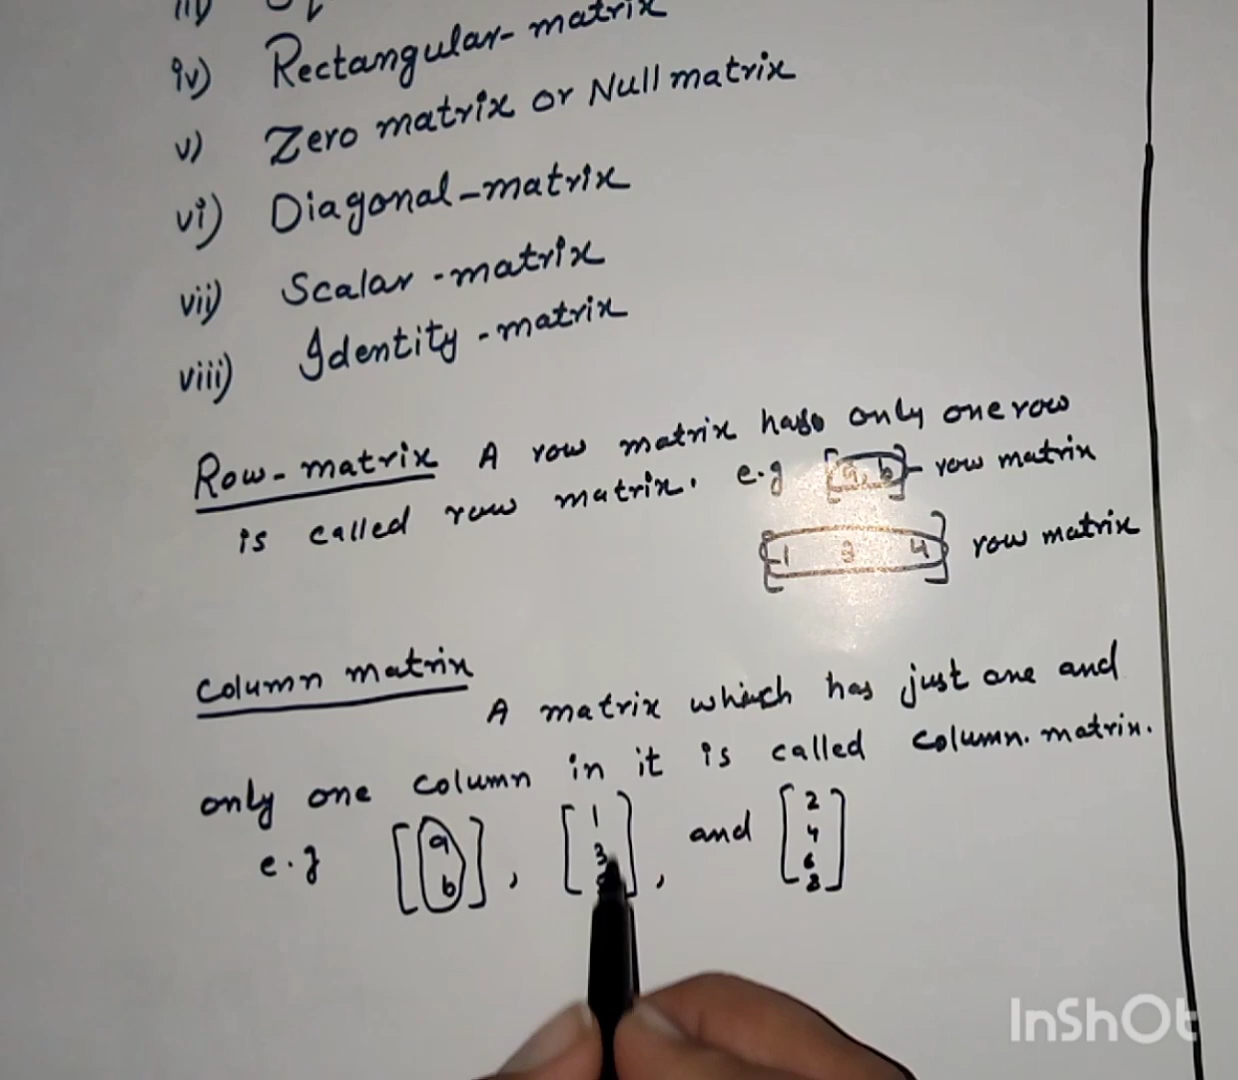 iii)
iv) Rectangular-matrix
v) Zero matrix or Null matrix
vi) Diagonal-matrix
vii) Scalar-matrix
viii) Identity-matrix
Row-matrix A row matrix has only one row
is called row matrix. e.g [a, b] row matrix
[1 3 4] row matrix
Column matrix
A matrix which has just one and
only one column in it is called column.matrix.
e.g [a b], [1 3], and [2 4 6 8]
InShOt